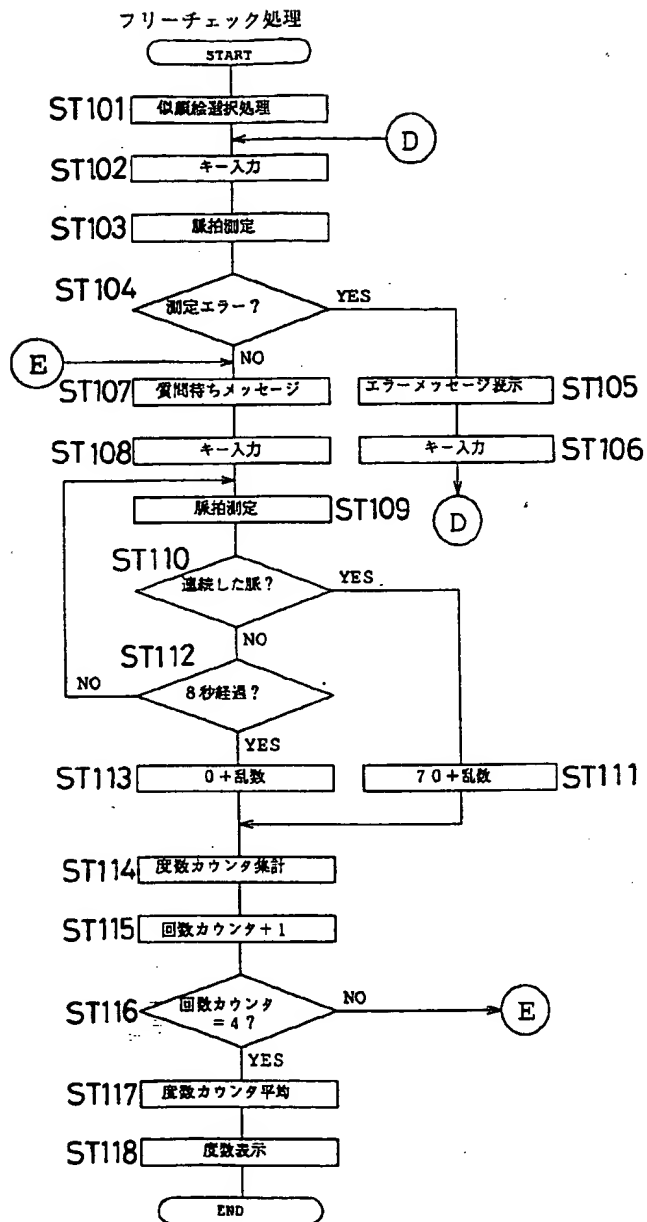 フリーチェック処理
START
ST101 似顔絵選択処理
D
ST102 キー入力
ST103 脈拍測定
ST104 測定エラー? YES
E NO
ST107 質問待ちメッセージ エラーメッセージ表示 ST105
ST108 キー入力 キー入力 ST106
脈拍測定 ST109 D
ST110
連続した脈? YES
NO
ST112
NO 8秒経過?
YES
ST113 0+乱数 70+乱数 ST111
ST114 度数カウンタ集計
ST115 回数カウンタ+1
ST116 回数カウンタ NO E
=4?
YES
ST117 度数カウンタ平均
ST118 度数表示
END